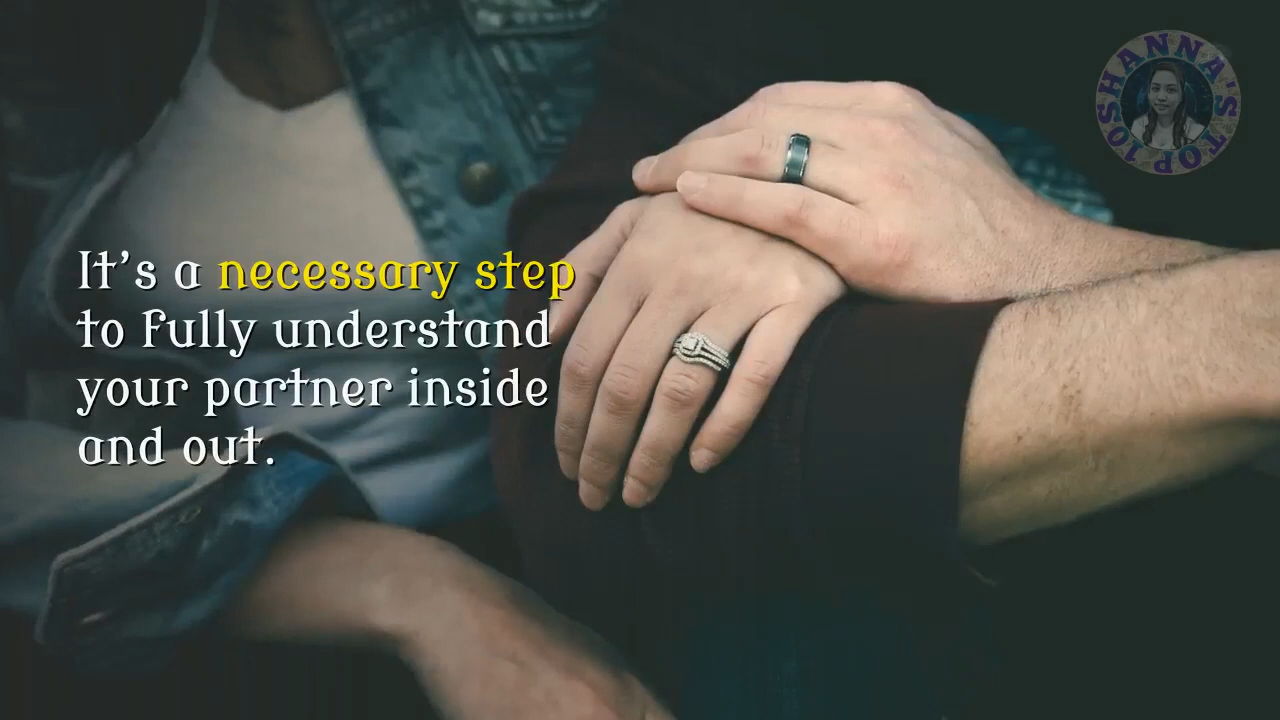 It's a necessary step
to fully understand
your partner inside
and out.
SHANNA'S TOP 10